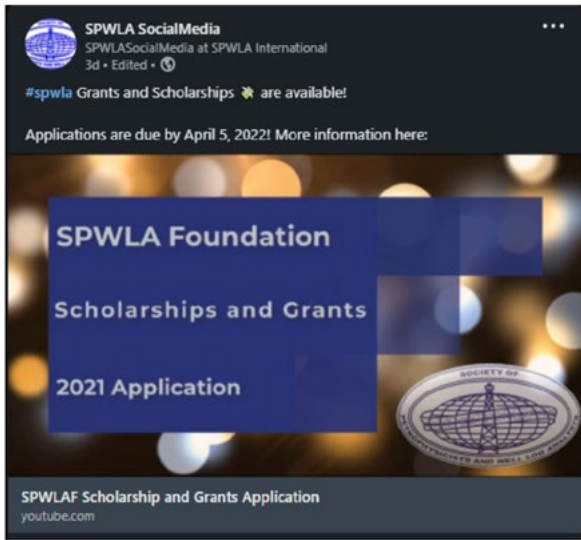 SPWLA SocialMedia
SPWLASocialMedia at SPWLA International
3d • Edited •
#spwla Grants and Scholarships 💸 are available!
Applications are due by April 5, 2022! More information here:
SPWLA Foundation
Scholarships and Grants
2021 Application
SOCIETY OF
PETROPHYSICISTS AND WELL LOG ANALYSTS
SPWLAF Scholarship and Grants Application
youtube.com